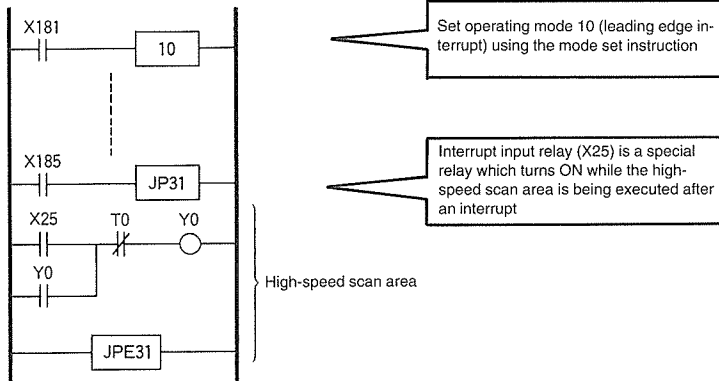 X181
10
Set operating mode 10 (leading edge in-
terrupt) using the mode set instruction
X185
JP31
Interrupt input relay (X25) is a special
relay which turns ON while the high-
speed scan area is being executed after
an interrupt
X25 T0 Y0
Y0
High-speed scan area
JPE31